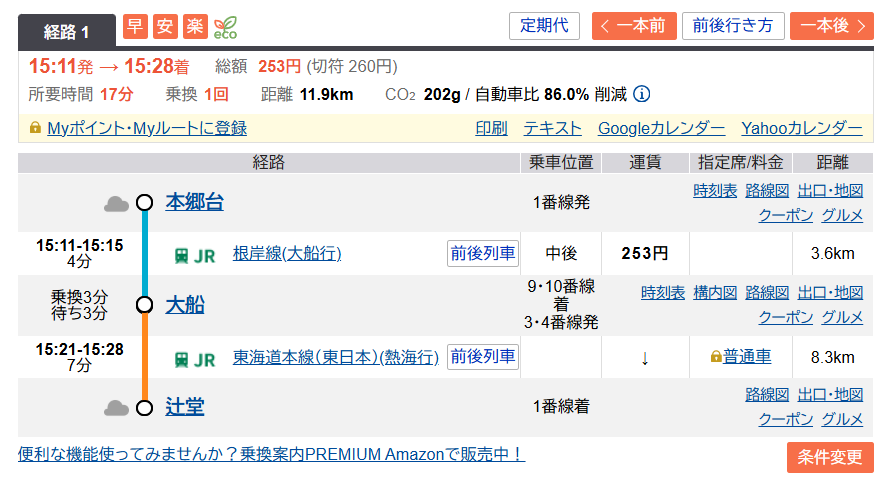 経路 1 早 安 楽 eco 定期代 一本前 前後行き方 一本後
15:11発 → 15:28着 総額 253円 (切符 260円)
所要時間 17分 乗換 1回 距離 11.9km CO2 202g / 自動車比 86.0% 削減
Myポイント・Myルートに登録 印刷 テキスト Googleカレンダー Yahooカレンダー
経路 乗車位置 運賃 指定席/料金 距離
本郷台 1番線発 時刻表 路線図 出口・地図
クーポン グルメ
15:11-15:15
4分
JR 根岸線(大船行) 前後列車 中後 253円 3.6km
乗換3分
待ち3分
大船
9・10番線
着
3・4番線発
時刻表 構内図 路線図 出口・地図
クーポン グルメ
15:21-15:28
7分
JR 東海道本線(東日本)(熱海行) 前後列車 ↓ 普通車 8.3km
辻堂 1番線着 路線図 出口・地図
クーポン グルメ
便利な機能使ってみませんか？乗換案内PREMIUM Amazonで販売中！ 条件変更